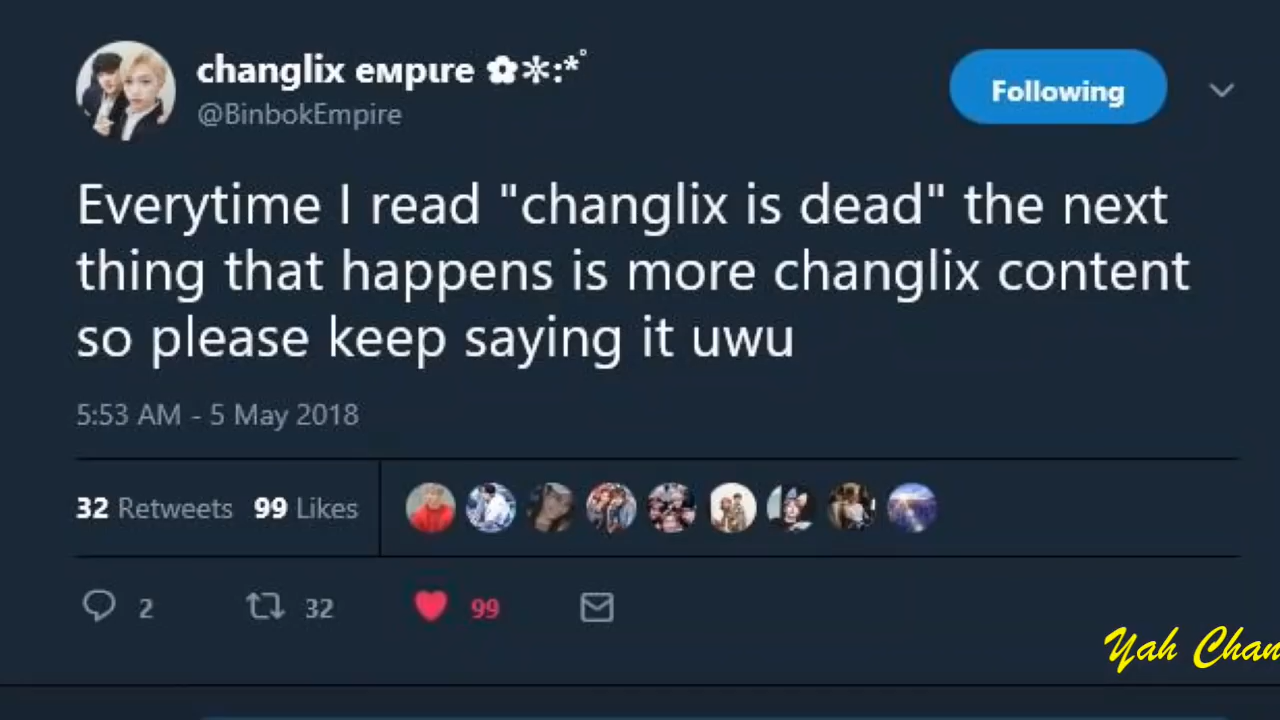 changlix eмpιre ✿✼:*ﾟ
@BinbokEmpire
Following
Everytime I read "changlix is dead" the next
thing that happens is more changlix content
so please keep saying it uwu
5:53 AM - 5 May 2018
32 Retweets 99 Likes
2 32 99
Yah Chan